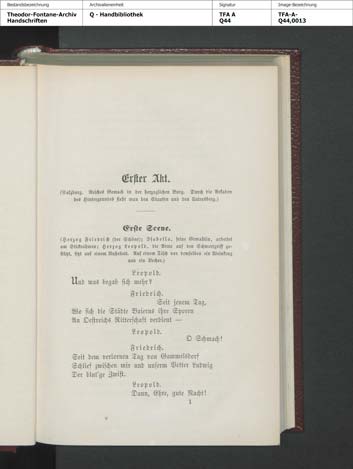 Bestandsbezeichnung Archivalieneinheit Signatur Image-Bezeichnung
Theodor-Fontane-Archiv Q - Handbibliothek TFA A TFA-A-
Handschriften Q44 Q44,0013
Erster Akt.
(Salzburg. Reiches Gemach in der herzoglichen Burg. Durch die Arkaden
des Hintergrundes sieht man den Staufen und den Untersberg.)
Erste Scene.
(Herzog Friedrich (der Schöne); Isabella, seine Gemahlin, arbeitet
am Stickrahmen; Herzog Leopold, die Arme auf den Schwertgriff ge-
stützt, sitzt auf einem Ruhebett. Auf einem Tisch vor demselben ein Weinkrug
und ein Becher.)
Leopold.
Und was begab sich mehr?
Friedrich.
Seit jenem Tag,
Wo sich die Städte Baierns ihre Sporen
An Oestreichs Ritterschaft verdient —
Leopold.
O Schmach!
Friedrich.
Seit dem verlornen Tag von Gammelsdorf
Schlief zwischen mir und unserm Vetter Ludwig
Der blut'ge Zwist.
Leopold.
Dann, Ehre, gute Nacht!
1